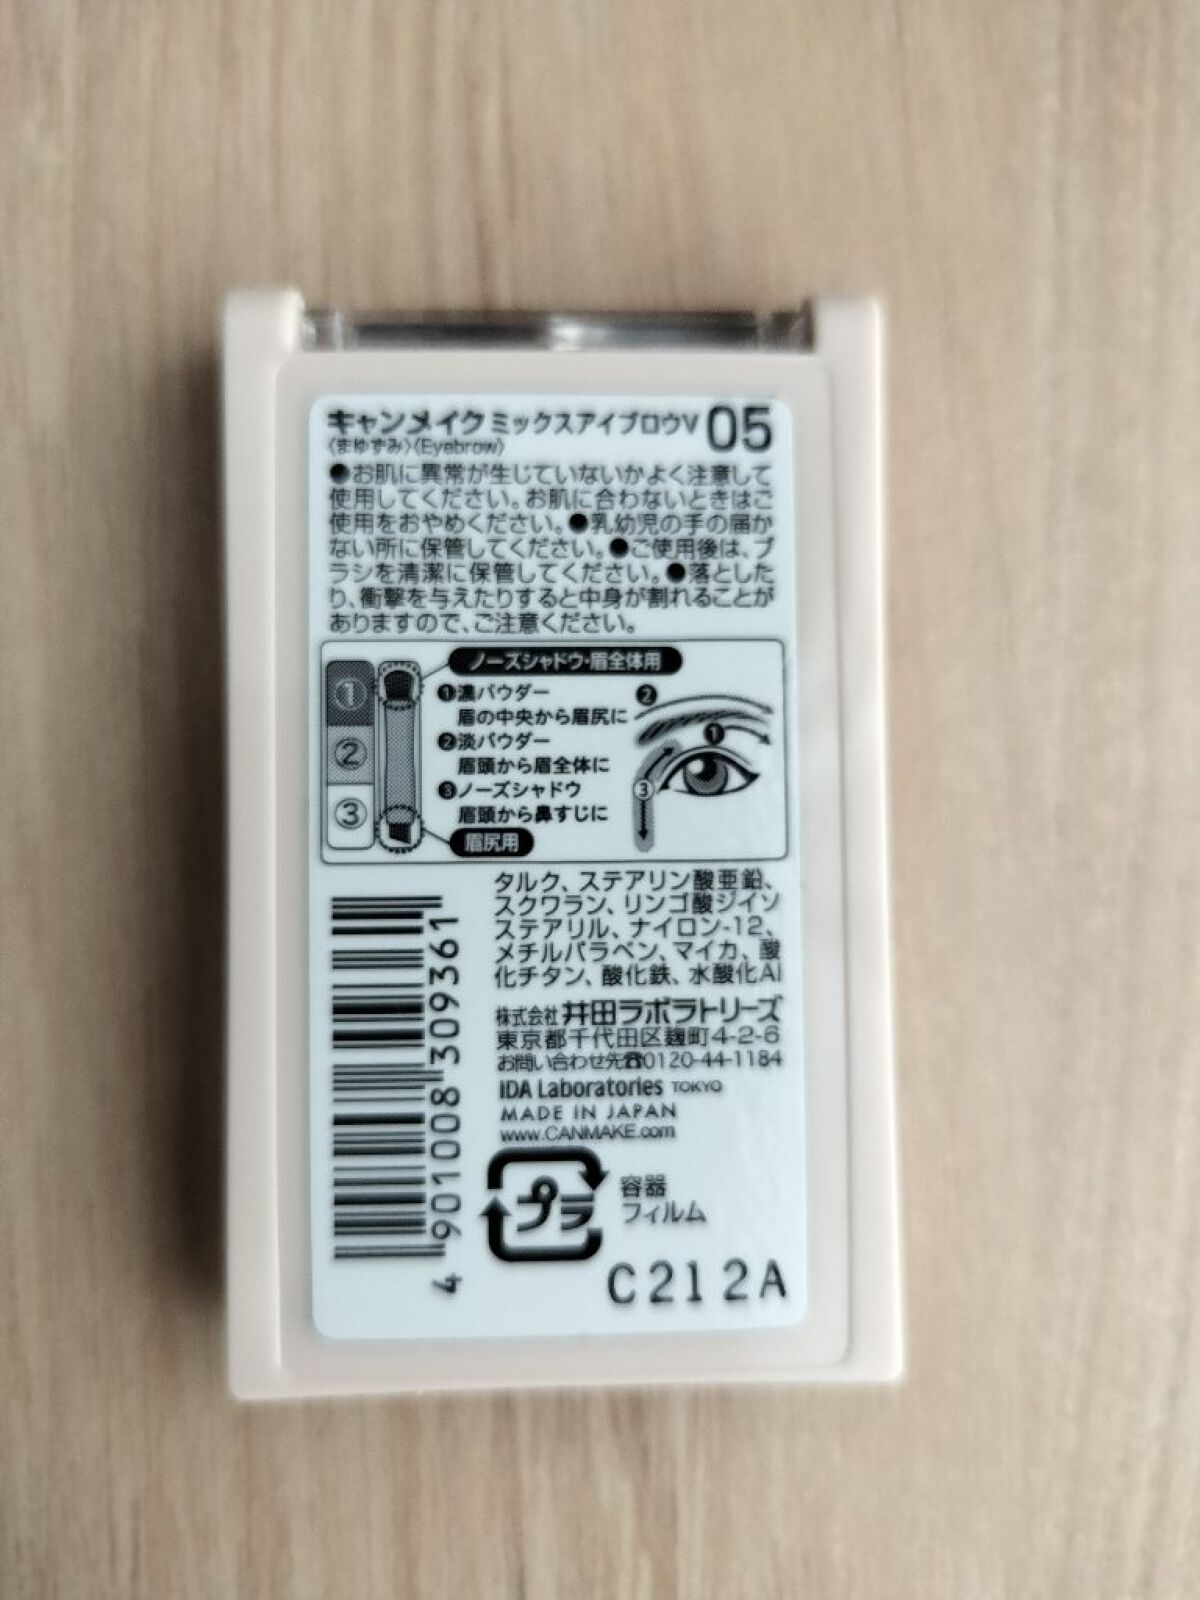 キャンメイク ミックスアイブロウV 05
〈まゆずみ〉〈Eyebrow〉
●お肌に異常が生じていないかよく注意して
使用してください。お肌に合わないときはご
使用をおやめください。●乳幼児の手の届か
ない所に保管してください。●ご使用後は、ブ
ラシを清潔に保管してください。●落とした
り、衝撃を与えたりすると中身が割れることが
ありますので、ご注意ください。
ノーズシャドウ・眉全体用
①
②
③
❶濃パウダー
眉の中央から眉尻に
❷淡パウダー
眉頭から眉全体に
❸ノーズシャドウ
眉頭から鼻すじに
眉尻用
❷
❶
③
タルク、ステアリン酸亜鉛、
スクワラン、リンゴ酸ジイソ
ステアリル、ナイロン-12、
メチルパラベン、マイカ、酸
化チタン、酸化鉄、水酸化Al
株式会社 井田ラボラトリーズ
東京都千代田区麹町4-2-6
お問い合わせ先☎0120-44-1184
IDA Laboratories TOKYO
MADE IN JAPAN
www.CANMAKE.com
プラ
容器
フィルム
C212A
4 901008 309361